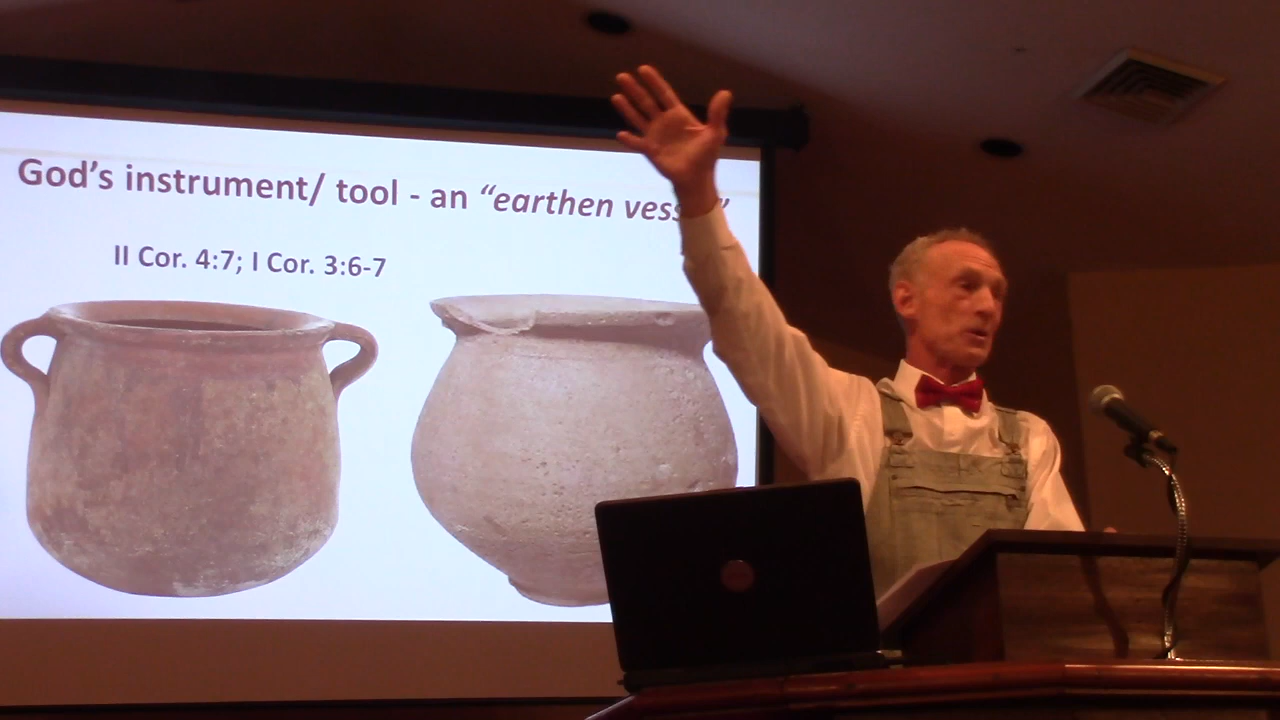 God's instrument/ tool - an "earthen
II Cor. 4:7; I Cor. 3:6-7